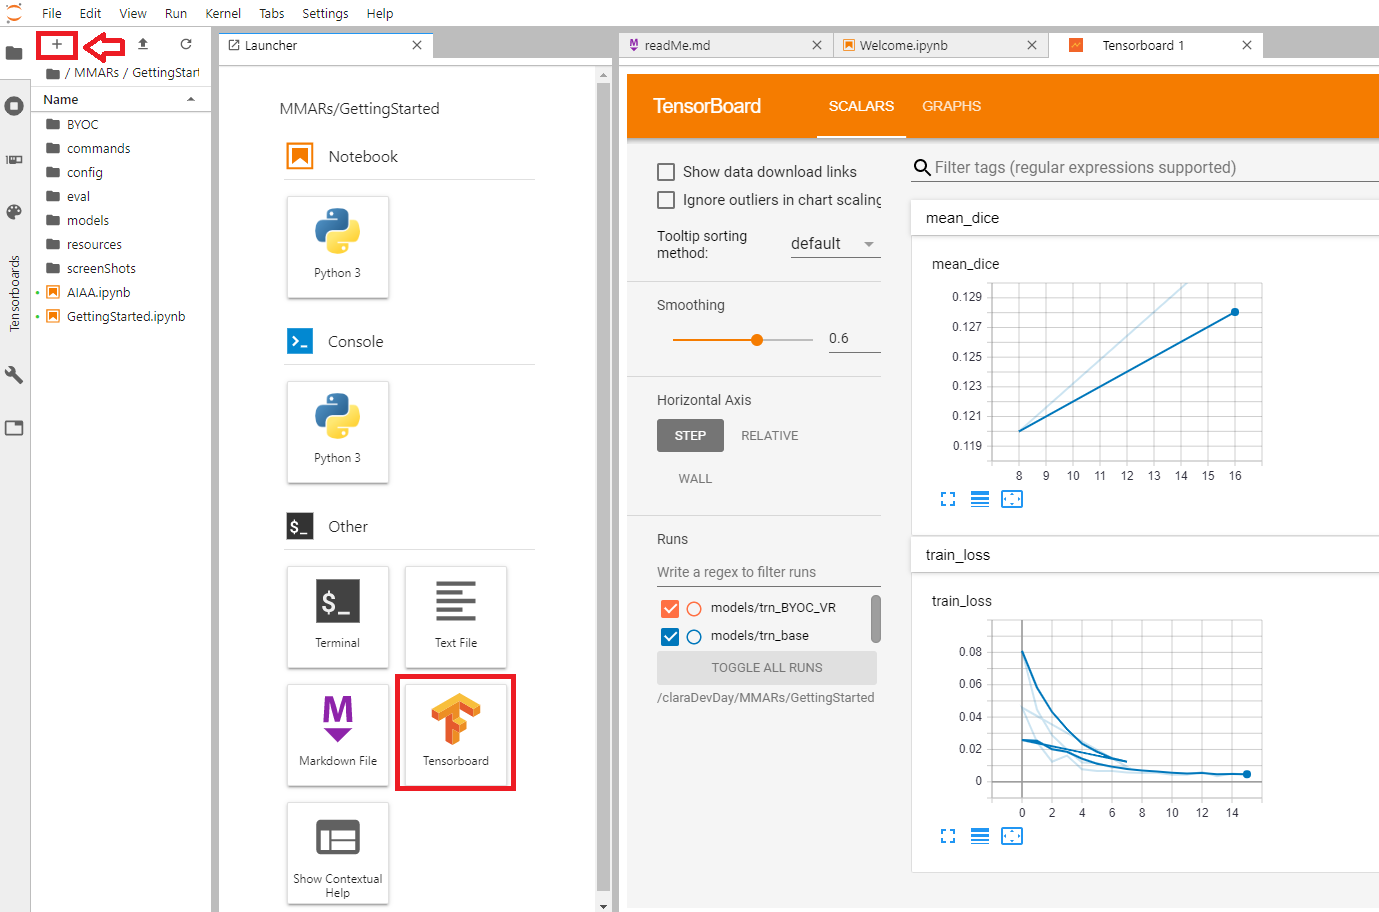 File Edit View Run Kernel Tabs Settings Help
+
/ MMARs / GettingStart
Name
BYOC
commands
config
eval
models
resources
screenShots
AIAA.ipynb
GettingStarted.ipynb
Tensorboards
Launcher
MMARs/GettingStarted
Notebook
Python 3
Console
Python 3
$_ Other
$_
Terminal
Text File
M
Markdown File
Tensorboard
Show Contextual
Help
readMe.md
Welcome.ipynb
Tensorboard 1
TensorBoard SCALARS GRAPHS
Show data download links
Ignore outliers in chart scaling
Tooltip sorting
method:
default
Smoothing
0.6
Horizontal Axis
STEP RELATIVE
WALL
Runs
Write a regex to filter runs
models/trn_BYOC_VR
models/trn_base
TOGGLE ALL RUNS
/claraDevDay/MMARs/GettingStarted
Filter tags (regular expressions supported)
mean_dice
mean_dice
0.129
0.127
0.125
0.123
0.121
0.119
8 9 10 11 12 13 14 15 16
train_loss
train_loss
0.08
0.06
0.04
0.02
0
0 2 4 6 8 10 12 14